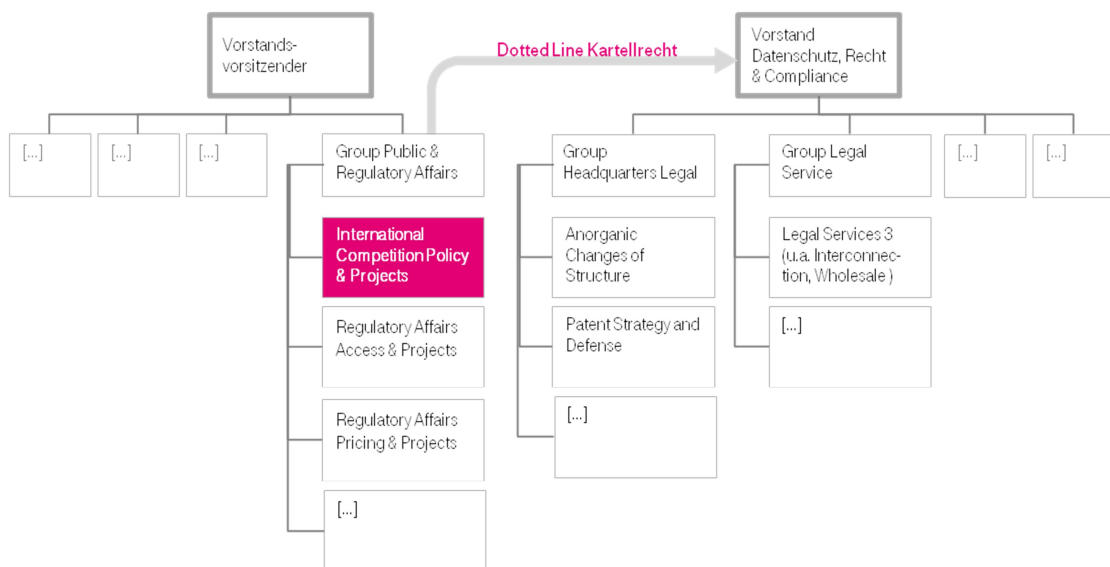 Vorstands-
vorsitzender
Dotted Line Kartellrecht
Vorstand
Datenschutz, Recht
& Compliance
[...]
[...]
[...]
Group Public &
Regulatory Affairs
Group
Headquarters Legal
Group Legal
Service
[...]
[...]
International
Competition Policy
& Projects
Anorganic
Changes of
Structure
Legal Services 3
(u.a. Interconnec-
tion, Wholesale )
Regulatory Affairs
Access & Projects
Patent Strategy and
Defense
[...]
Regulatory Affairs
Pricing & Projects
[...]
[...]